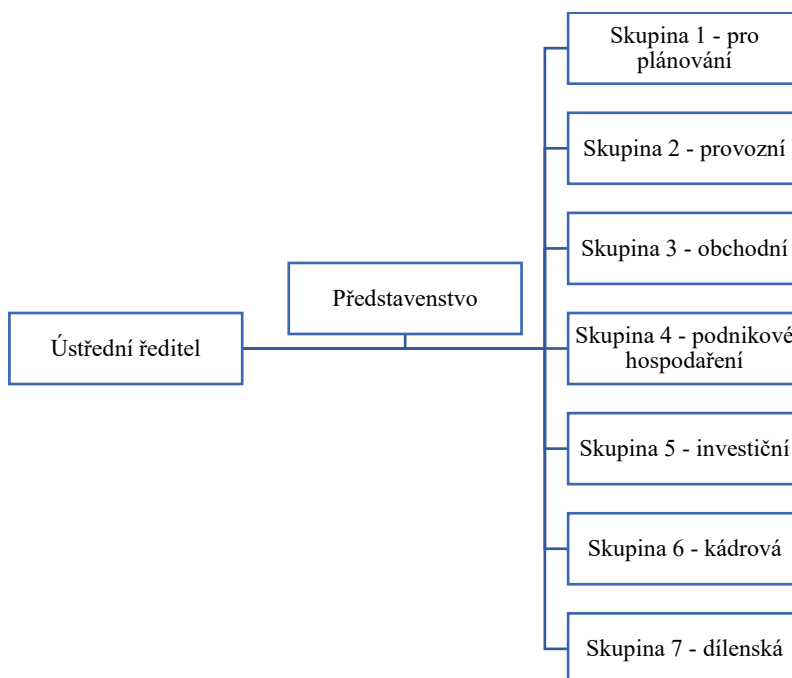 Ústřední ředitel
Představenstvo
Skupina 1 - pro
plánování
Skupina 2 - provozní
Skupina 3 - obchodní
Skupina 4 - podnikové
hospodaření
Skupina 5 - investiční
Skupina 6 - kádrová
Skupina 7 - dílenská